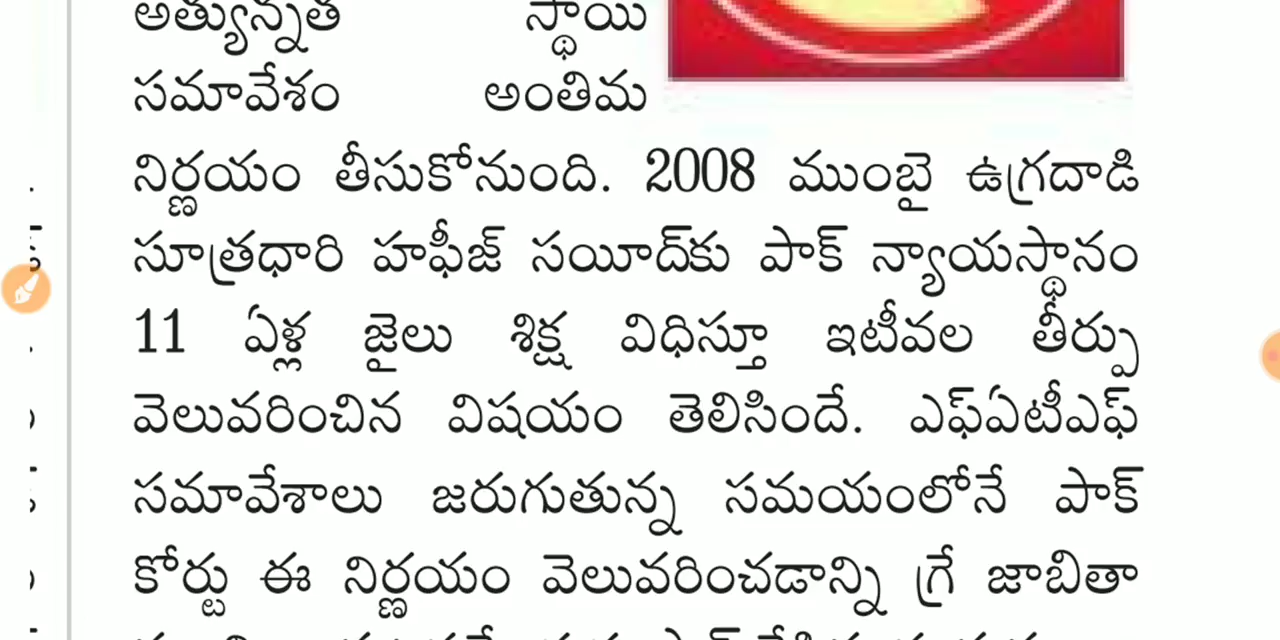 అత్యున్నత స్థాయి
సమావేశం అంతిమ
నిర్ణయం తీసుకోనుంది. 2008 ముంబై ఉగ్రదాడి
సూత్రధారి హఫీజ్ సయీద్‌కు పాక్ న్యాయస్థానం
11 ఏళ్ల జైలు శిక్ష విధిస్తూ ఇటీవల తీర్పు
వెలువరించిన విషయం తెలిసిందే. ఎఫ్ఏటీఎఫ్
సమావేశాలు జరుగుతున్న సమయంలోనే పాక్
కోర్టు ఈ నిర్ణయం వెలువరించడాన్ని గ్రే జాబితా